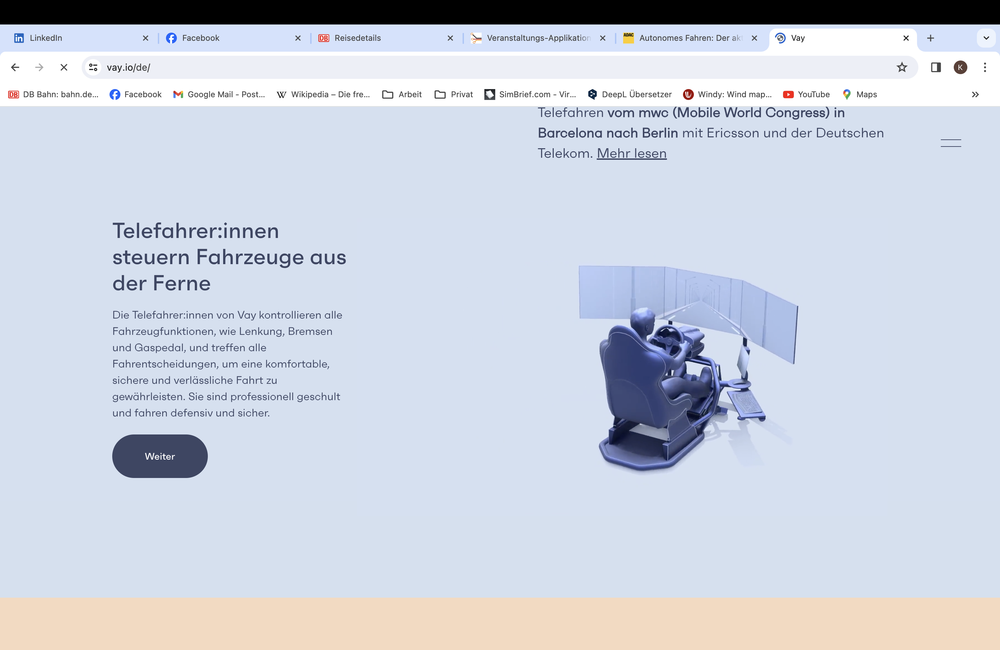 LinkedIn
Facebook
DB Reisedetails
Veranstaltungs-Applikation
ADAC Autonomes Fahren: Der akt
Vay
vay.io/de/
K
DB DB Bahn: bahn.de...
Facebook
Google Mail - Post...
W Wikipedia – Die fre...
Arbeit
Privat
SimBrief.com - Vir...
DeepL Übersetzer
Windy: Wind map...
YouTube
Maps
Telefahren vom mwc (Mobile World Congress) in
Barcelona nach Berlin mit Ericsson und der Deutschen
Telekom. Mehr lesen
Telefahrer:innen
steuern Fahrzeuge aus
der Ferne
Die Telefahrer:innen von Vay kontrollieren alle
Fahrzeugfunktionen, wie Lenkung, Bremsen
und Gaspedal, und treffen alle
Fahrentscheidungen, um eine komfortable,
sichere und verlässliche Fahrt zu
gewährleisten. Sie sind professionell geschult
und fahren defensiv und sicher.
Weiter